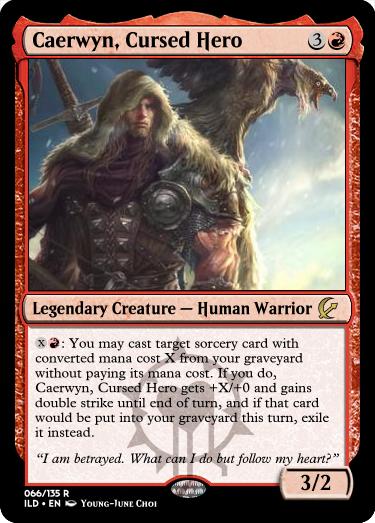 Caerwyn, Cursed Hero 3
Legendary Creature — Human Warrior
X: You may cast target sorcery card with
converted mana cost X from your graveyard
without paying its mana cost. If you do,
Caerwyn, Cursed Hero gets +X/+0 and gains
double strike until end of turn, and if that card
would be put into your graveyard this turn, exile
it instead.
“I am betrayed. What can I do but follow my heart?”
3/2
066/135 R
ILD • EN Young-June Choi